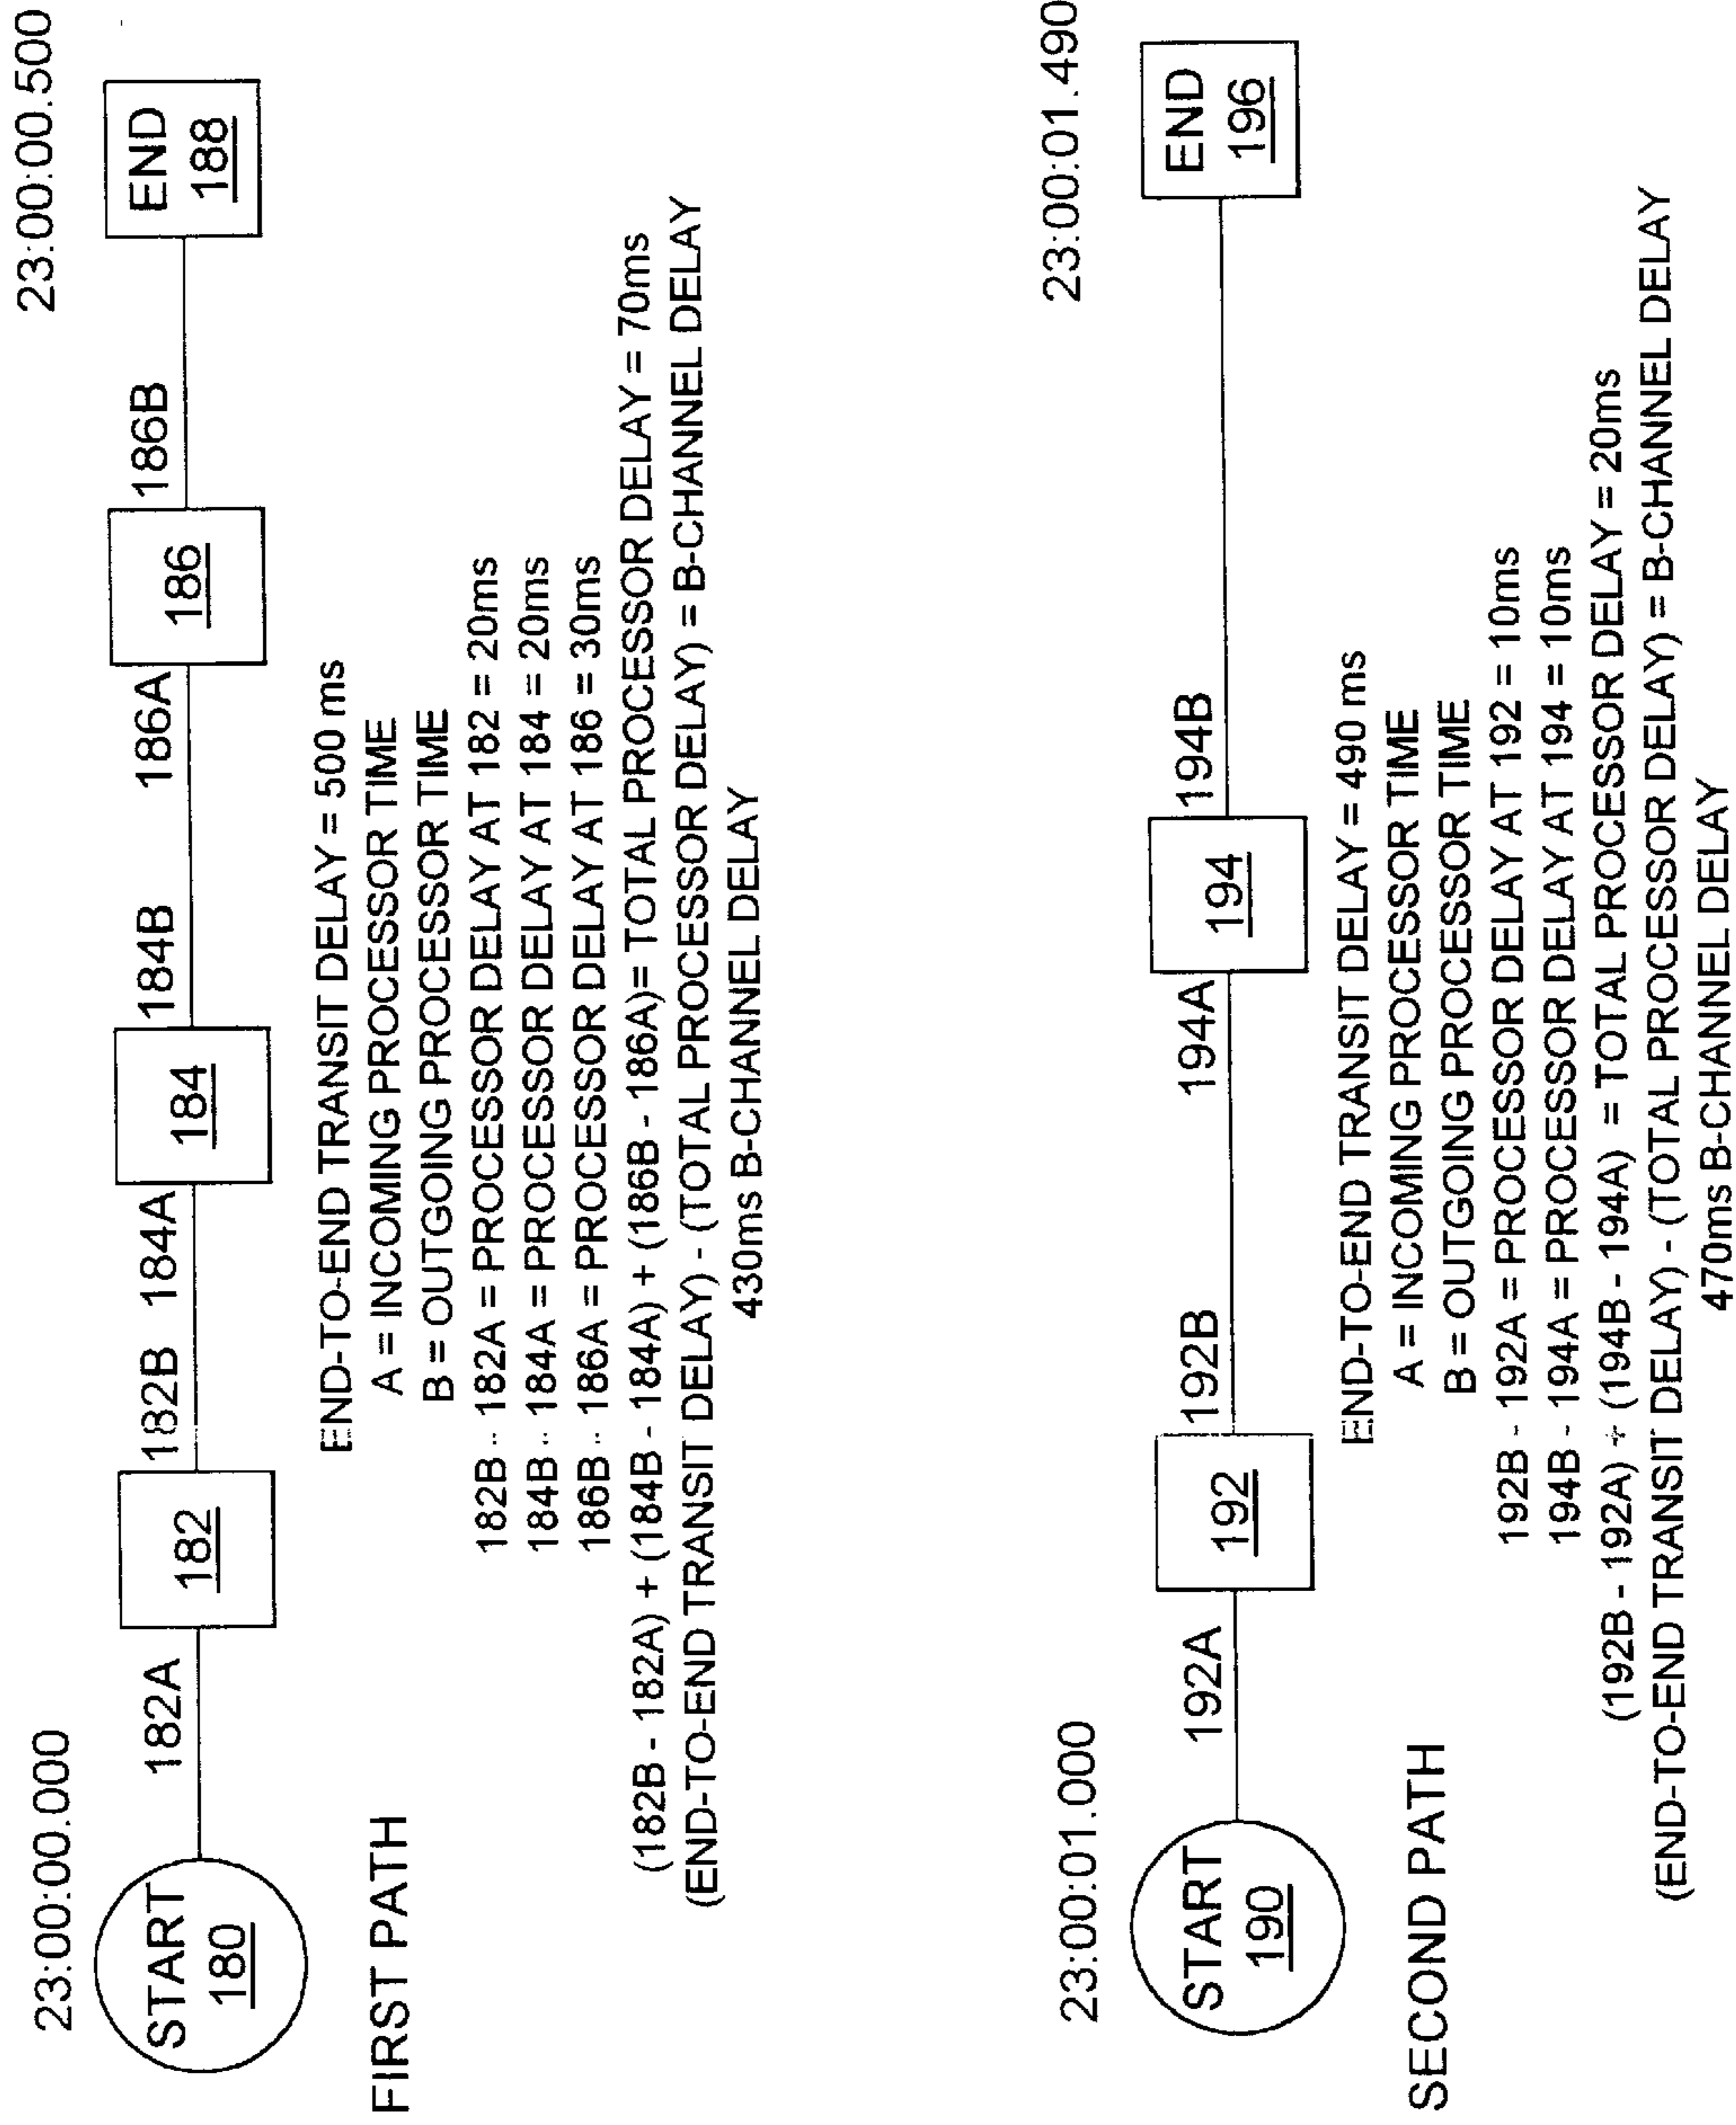 23:00:00.000 23:00:00.500
START 182A 182 182B 184A 184 184B 186A 186 186B END
180 188
FIRST PATH
END-TO-END TRANSIT DELAY = 500 ms
A = INCOMING PROCESSOR TIME
B = OUTGOING PROCESSOR TIME
182B - 182A = PROCESSOR DELAY AT 182 = 20ms
184B - 184A = PROCESSOR DELAY AT 184 = 20ms
186B - 186A = PROCESSOR DELAY AT 186 = 30ms
(182B - 182A) + (184B - 184A) + (186B - 186A)= TOTAL PROCESSOR DELAY = 70ms
(END-TO-END TRANSIT DELAY) - (TOTAL PROCESSOR DELAY) = B-CHANNEL DELAY
430ms B-CHANNEL DELAY
23:00:01.000 23:00:01.490
START 192A 192 192B 194A 194 194B END
190 196
SECOND PATH
END-TO-END TRANSIT DELAY = 490 ms
A = INCOMING PROCESSOR TIME
B = OUTGOING PROCESSOR TIME
192B - 192A = PROCESSOR DELAY AT 192 = 10ms
194B - 194A = PROCESSOR DELAY AT 194 = 10ms
(192B - 192A) + (194B - 194A) = TOTAL PROCESSOR DELAY = 20ms
(END-TO-END TRANSIT DELAY) - (TOTAL PROCESSOR DELAY) = B-CHANNEL DELAY
470ms B-CHANNEL DELAY